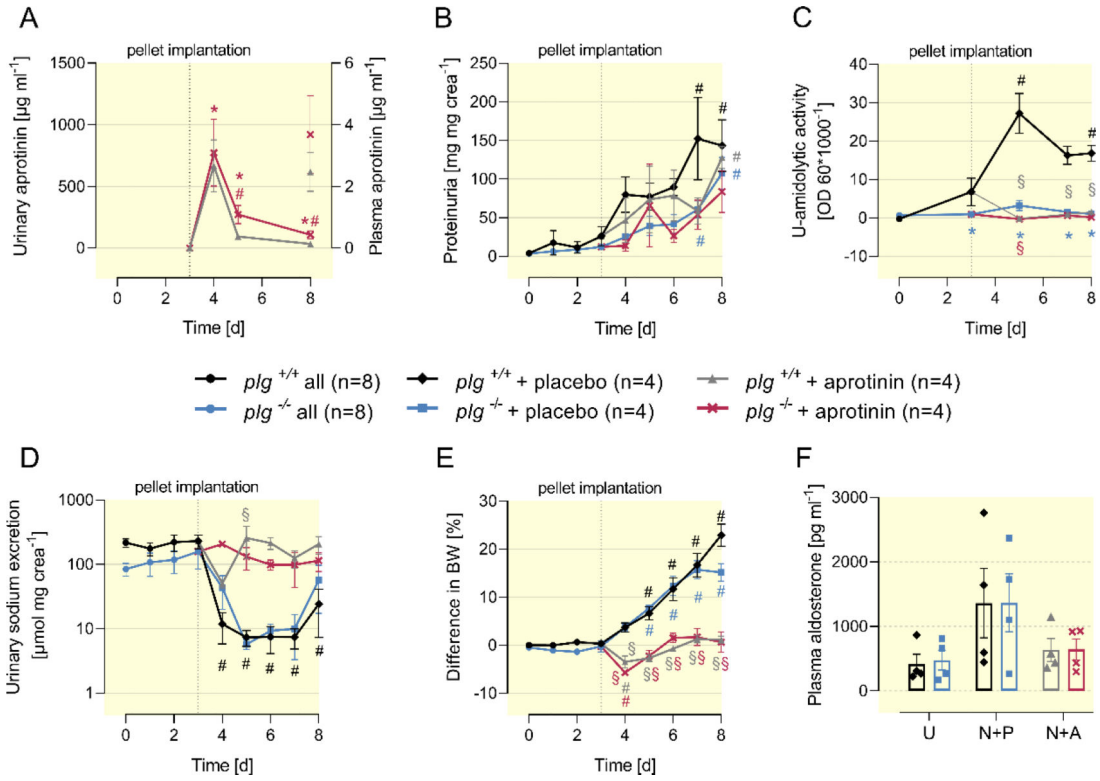 A
pellet implantation
Urinary aprotinin [µg ml-1]
1500
1000
500
0
6
4
2
0
Plasma aprotinin [µg ml-1]
*
*
#
*#
0 2 4 6 8
Time [d]
B
pellet implantation
Proteinuria [mg mg crea-1]
250
200
150
100
50
0
# #
#
#
#
0 2 4 6 8
Time [d]
C
pellet implantation
U-amidolytic activity
[OD 60*1000-1]
40
30
20
10
0
-10
#
#
§ § §
* * * *
§
0 2 4 6 8
Time [d]
plg +/+ all (n=8)
plg +/+ + placebo (n=4)
plg +/+ + aprotinin (n=4)
plg -/- all (n=8)
plg -/- + placebo (n=4)
plg -/- + aprotinin (n=4)
D
pellet implantation
Urinary sodium excretion
[µmol mg crea-1]
1000
100
10
1
§
# # # # #
0 2 4 6 8
Time [d]
E
pellet implantation
Difference in BW [%]
30
20
10
0
-10
# # # # #
# # # #
§
§ §§ §§ §§ §§
#
#
0 2 4 6 8
Time [d]
F
Plasma aldosterone [pg ml-1]
3000
2000
1000
0
U N+P N+A